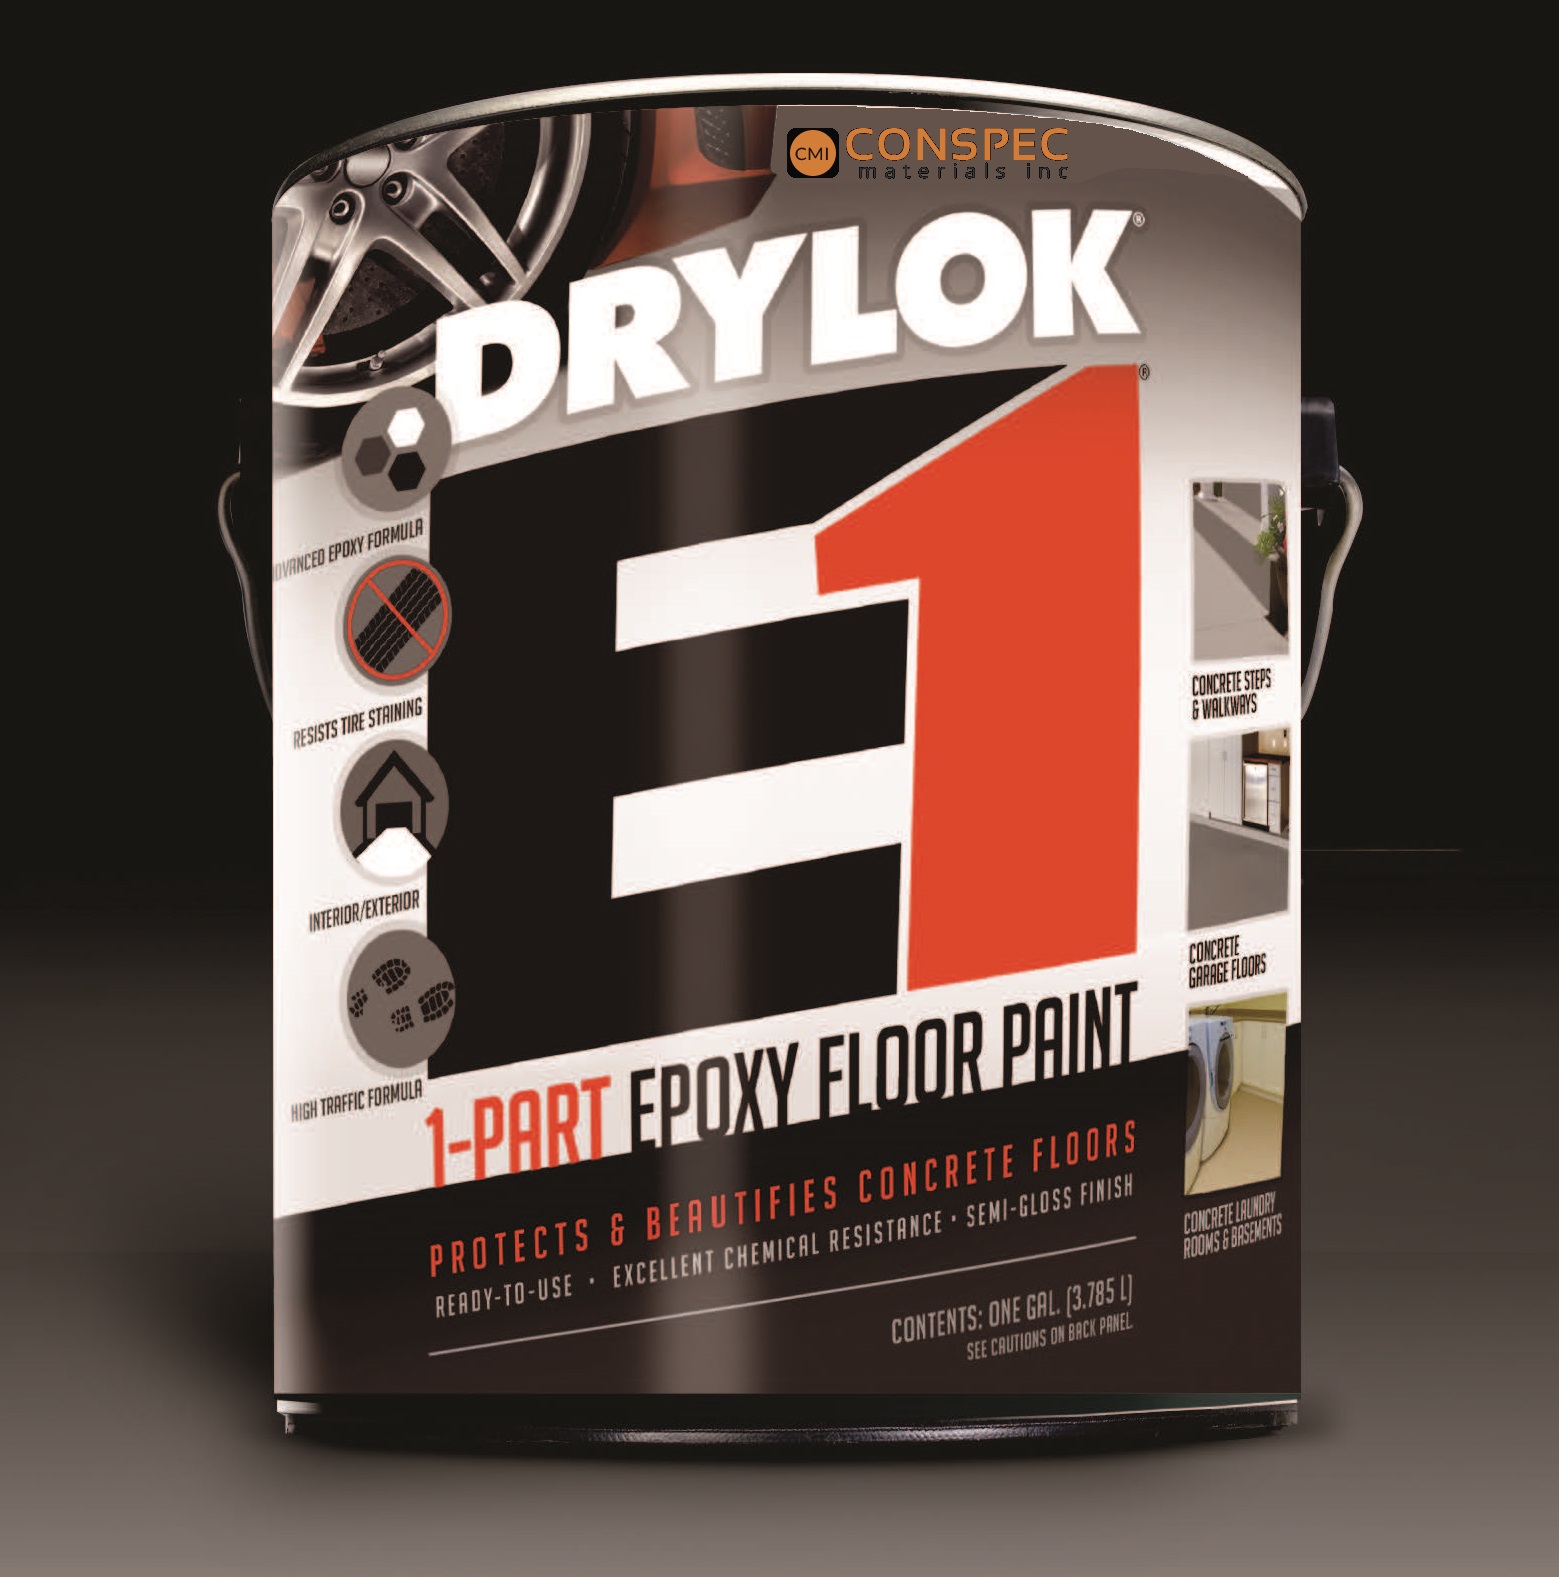 CMI
CONSPEC
materials inc
DRYLOK®
E1®
ADVANCED EPOXY FORMULA
RESISTS TIRE STAINING
INTERIOR/EXTERIOR
HIGH TRAFFIC FORMULA
CONCRETE STEPS
& WALKWAYS
CONCRETE
GARAGE FLOORS
CONCRETE LAUNDRY
ROOMS & BASEMENTS
1-PART EPOXY FLOOR PAINT
PROTECTS & BEAUTIFIES CONCRETE FLOORS
READY-TO-USE · EXCELLENT CHEMICAL RESISTANCE · SEMI-GLOSS FINISH
CONTENTS: ONE GAL. (3.785 L)
SEE CAUTIONS ON BACK PANEL.